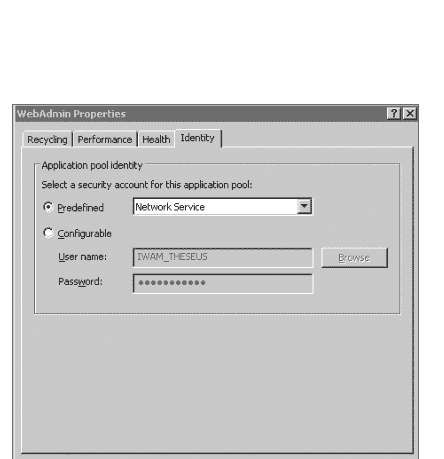 WebAdmin Properties
Recycling Performance Health Identity
Application pool identity
Select a security account for this application pool:
Predefined Network Service
Configurable
User name: IWAM_THESEUS Browse
Password: ●●●●●●●●●●●